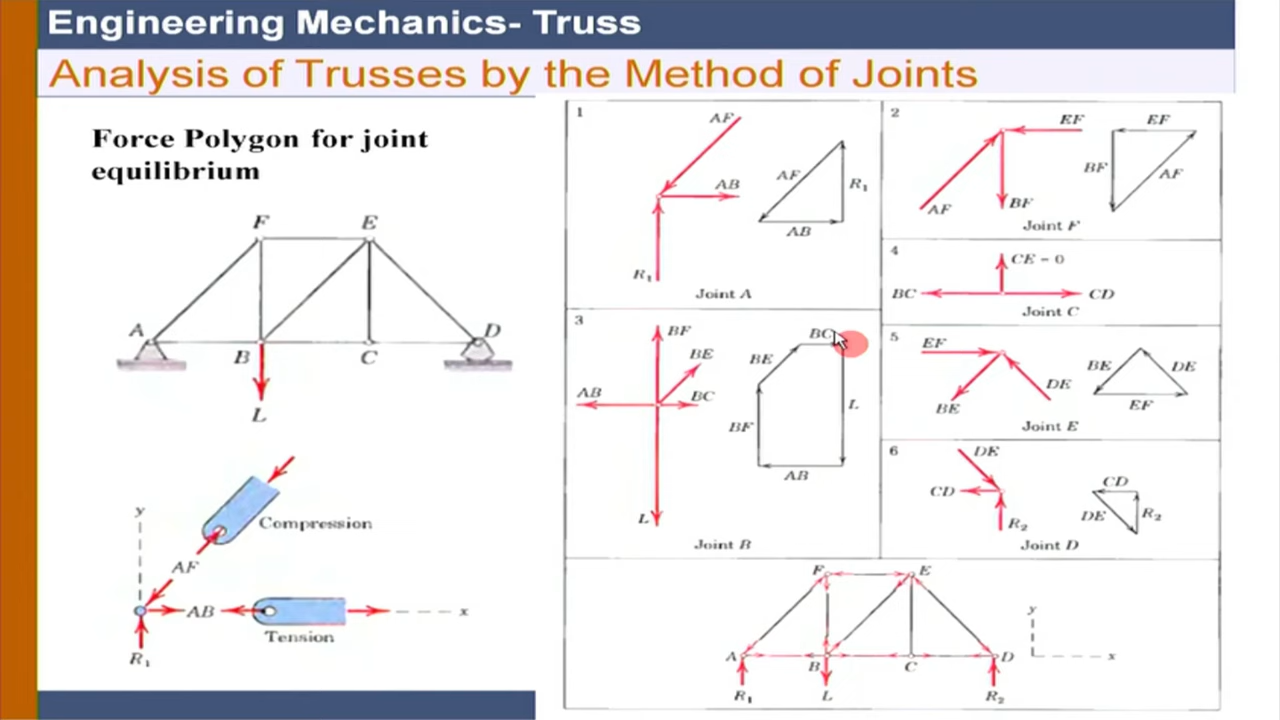 Engineering Mechanics- Truss
Analysis of Trusses by the Method of Joints
Force Polygon for joint
equilibrium
F E
A B C D
L
Compression
y
AF
AB x
Tension
R₁
1
AF
AB
R₁
AF R₁
AB
Joint A
2
EF
AF BF
EF
BF AF
Joint F
3
BF
BE
AB BC
L
BC
BE
BF L
AB
Joint B
4
CE = 0
BC CD
Joint C
5
EF
DE
BE
BE DE
EF
Joint E
6
DE
CD
R₂
CD
DE R₂
Joint D
F E
A B C D
R₁ L R₂
y
x